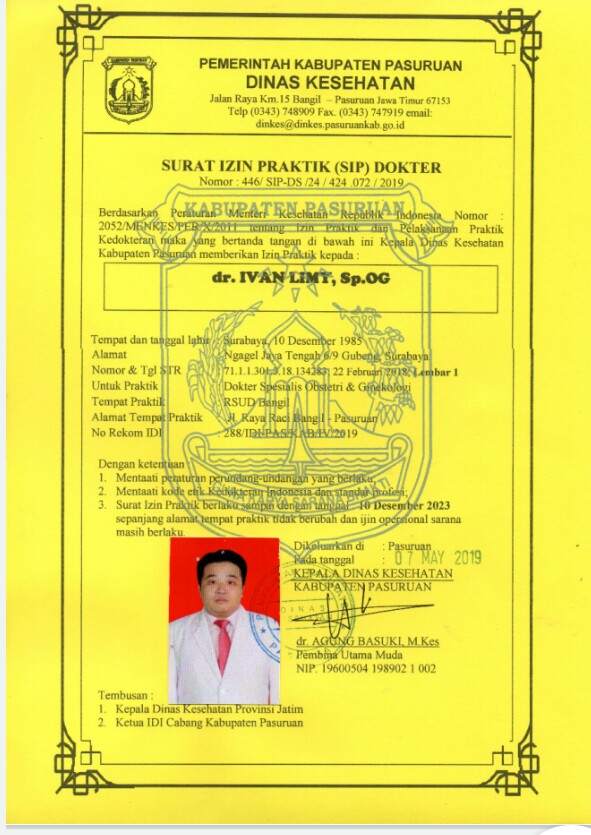 PEMERINTAH KABUPATEN PASURUAN
DINAS KESEHATAN
Jalan Raya Km.15 Bangil – Pasuruan Jawa Timur 67153
Telp (0343) 748909 Fax. (0343) 747919 email:
dinkes@dinkes.pasuruankab.go.id
SURAT IZIN PRAKTIK (SIP) DOKTER
Nomor : 446/ SIP-DS /24 / 424 .072 / 2019
KABUPATEN PASURUAN
Berdasarkan Peraturan Menteri Kesehatan Republik Indonesia Nomor :
2052/MENKES/PER/X/2011 tentang Izin Praktik dan Pelaksanaan Praktik
Kedokteran maka yang bertanda tangan di bawah ini Kepala Dinas Kesehatan
Kabupaten Pasuruan memberikan Izin Praktik kepada :
dr. IVAN LIMY, Sp.OG
Tempat dan tanggal lahir : Surabaya, 10 Desember 1985
Alamat : Ngagel Jaya Tengah 6/9 Gubeng, Surabaya
Nomor & Tgl STR : 71.1.1.301.3.18.134283, 22 Februari 2018, Lembar 1
Untuk Praktik : Dokter Spesialis Obstetri & Ginekologi
Tempat Praktik : RSUD Bangil
Alamat Tempat Praktik : Jl. Raya Raci Bangil - Pasuruan
No Rekom IDI : 288/IDI-PAS/KAB/IV/2019
Dengan ketentuan
1. Mentaati peraturan perundang-undangan yang berlaku,
2. Mentaati kode etik Kedokteran Indonesia dan standar profesi,
3. Surat Izin Praktik berlaku sampai dengan tanggal 10 Desember 2023
sepanjang alamat tempat praktik tidak berubah dan ijin operasional sarana
masih berlaku.
Dikeluarkan di : Pasuruan
Pada tanggal : 07 MAY 2019
KEPALA DINAS KESEHATAN
KABUPATEN PASURUAN
DINAS
dr. AGUNG BASUKI, M.Kes
Pembina Utama Muda
NIP. 19600504 198902 1 002
Tembusan :
1. Kepala Dinas Kesehatan Provinsi Jatim
2. Ketua IDI Cabang Kabupaten Pasuruan